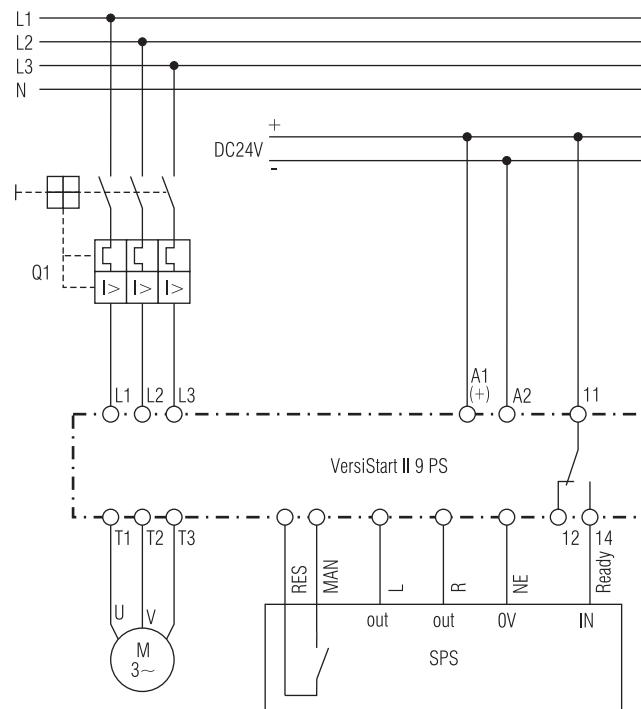 L1
L2
L3
N
+
DC24V
-
Q1
I> I> I>
L1 L2 L3
A1
(+)
A2
11
VersiStart II 9 PS
T1 T2 T3
12 14
RES
MAN
L
R
NE
Ready
U V
M
3~
out out 0V IN
SPS